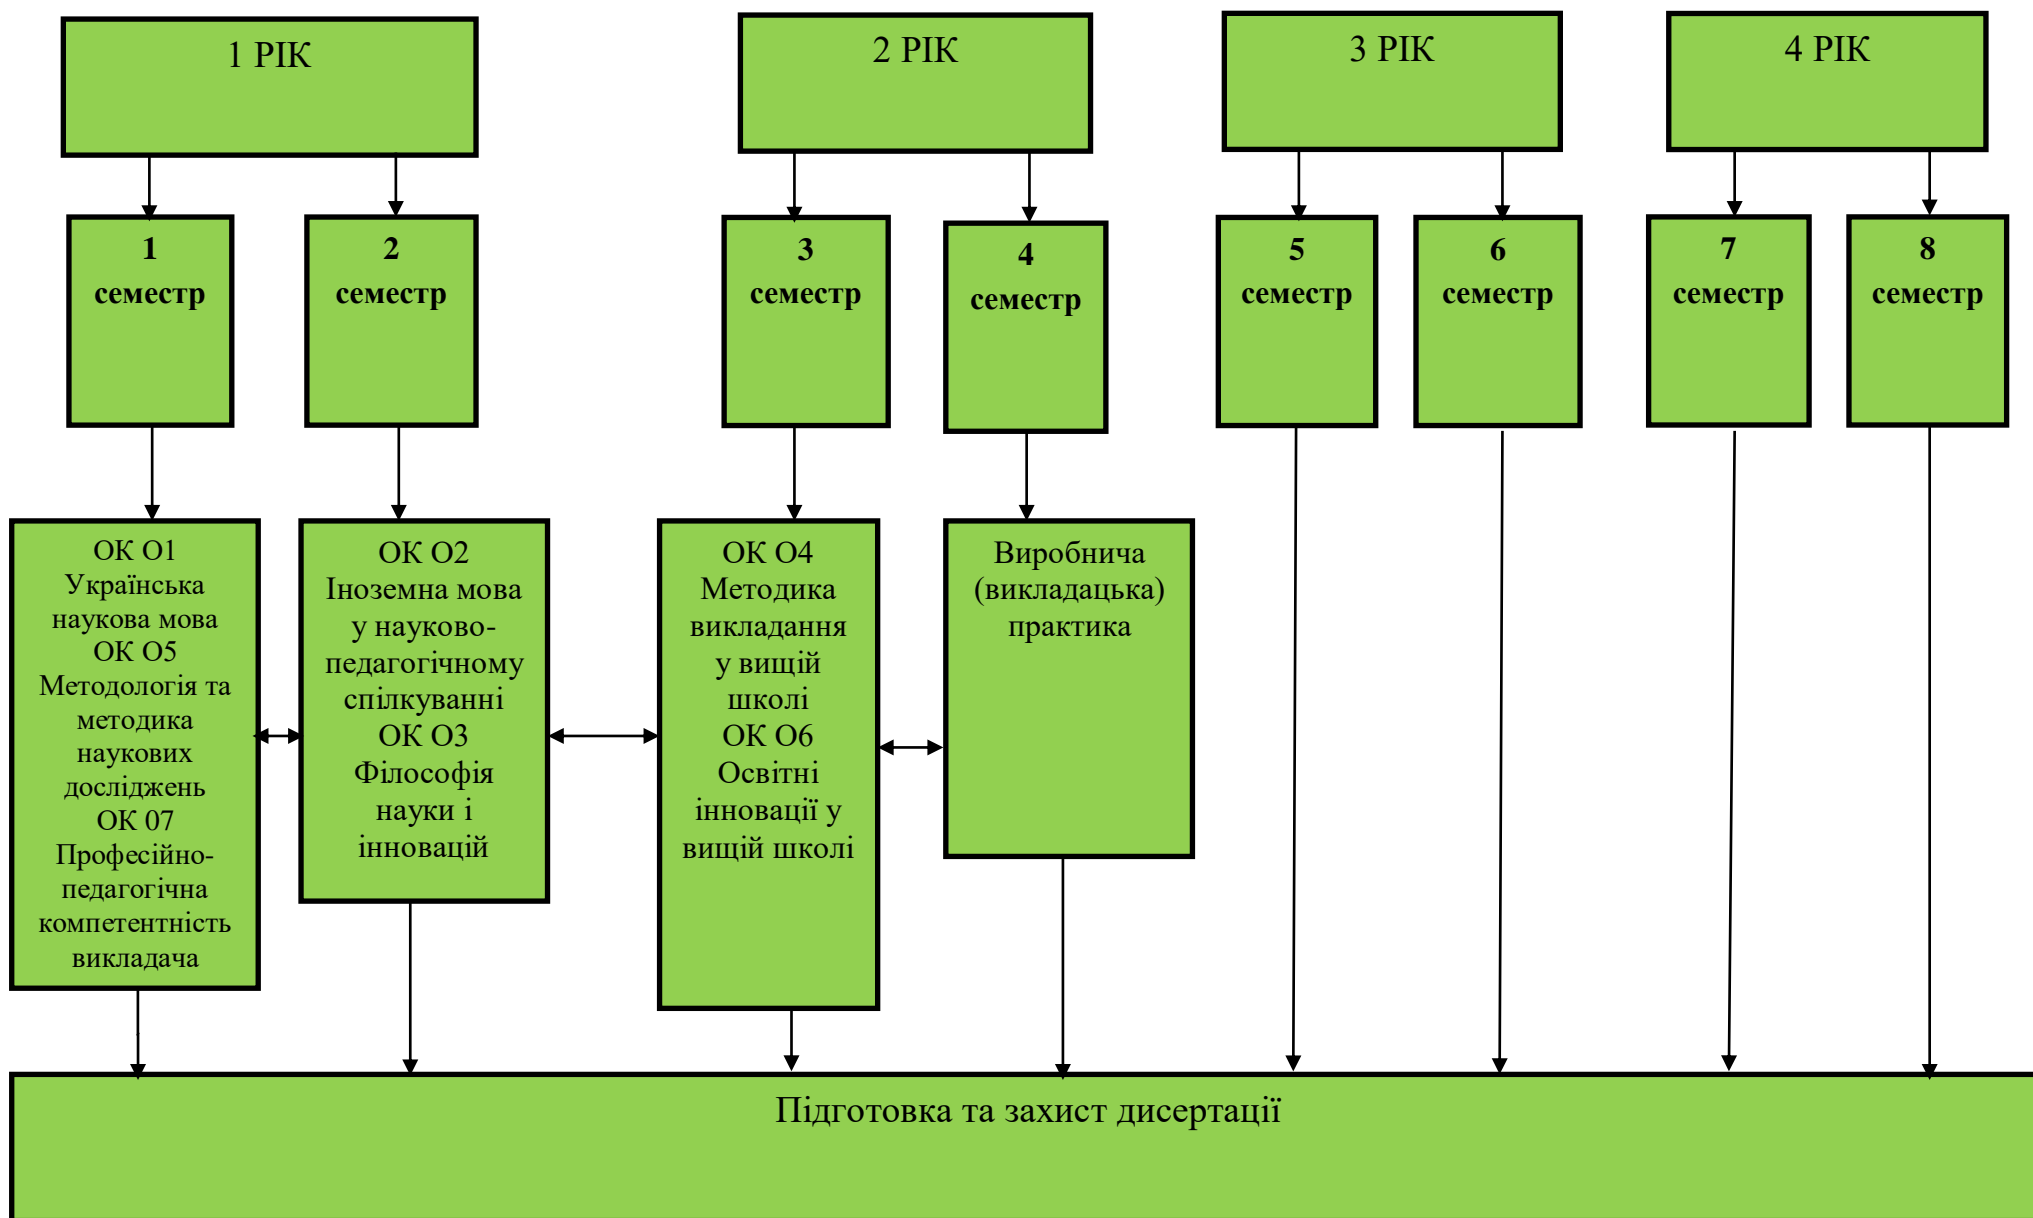 1 РІК
2 РІК
3 РІК
4 РІК
1
семестр
2
семестр
3
семестр
4
семестр
5
семестр
6
семестр
7
семестр
8
семестр
ОК О1
Українська
наукова мова
ОК О5
Методологія та
методика
наукових
досліджень
ОК 07
Професійно-
педагогічна
компетентність
викладача
ОК О2
Іноземна мова
у науково-
педагогічному
спілкуванні
ОК О3
Філософія
науки і
інновацій
ОК О4
Методика
викладання
у вищій
школі
ОК О6
Освітні
інновації у
вищій школі
Виробнича
(викладацька)
практика
Підготовка та захист дисертації